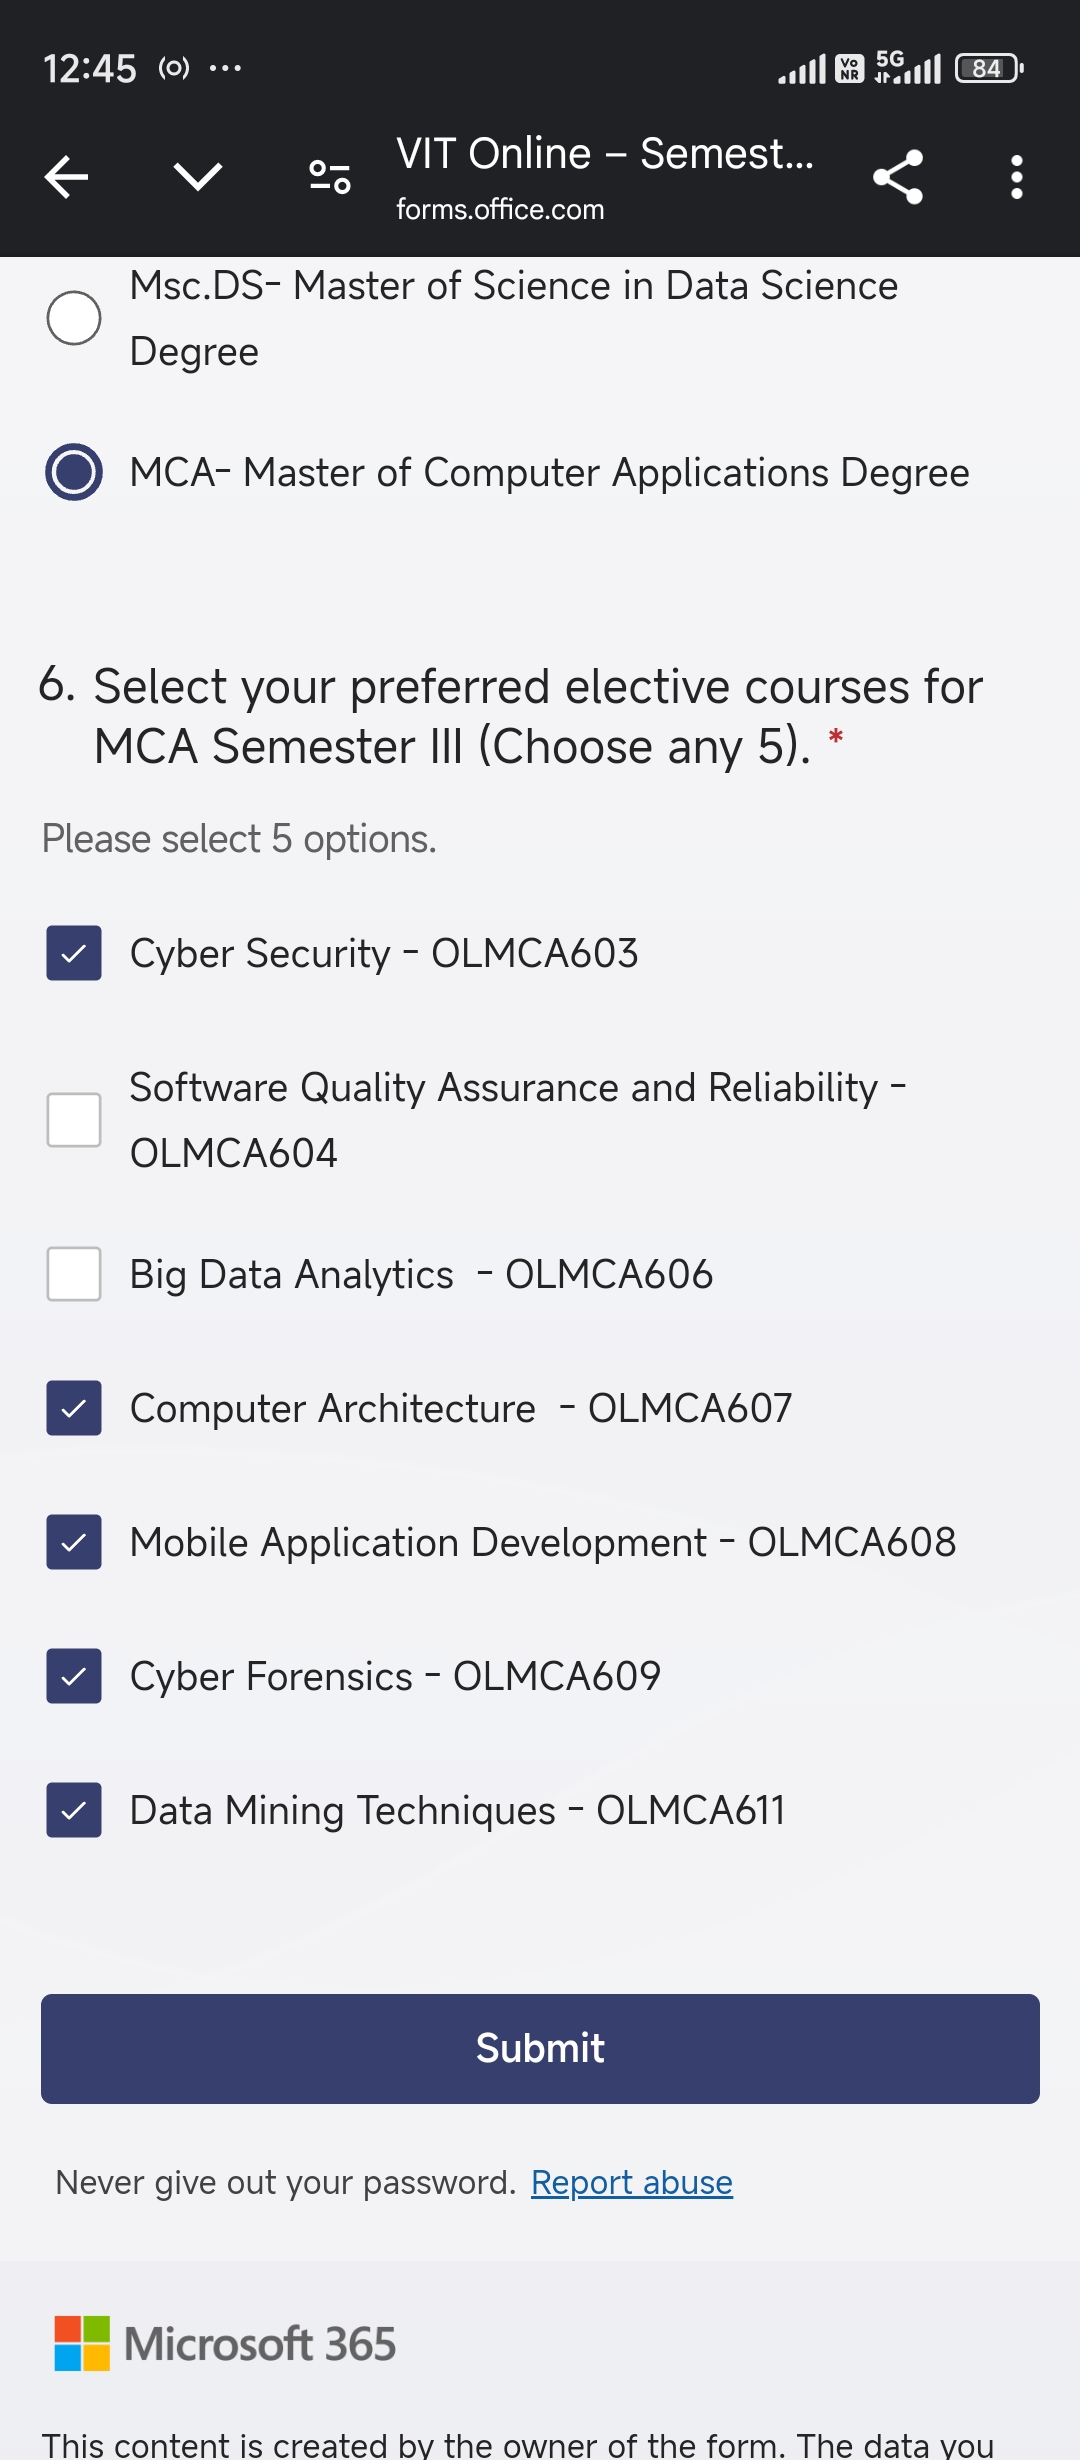 12:45
Vo
NR
5G
84
VIT Online – Semest...
forms.office.com
Msc.DS- Master of Science in Data Science
Degree
MCA- Master of Computer Applications Degree
6. Select your preferred elective courses for
MCA Semester III (Choose any 5). *
Please select 5 options.
Cyber Security - OLMCA603
Software Quality Assurance and Reliability -
OLMCA604
Big Data Analytics  - OLMCA606
Computer Architecture  - OLMCA607
Mobile Application Development - OLMCA608
Cyber Forensics - OLMCA609
Data Mining Techniques - OLMCA611
Submit
Never give out your password. Report abuse
Microsoft 365
This content is created by the owner of the form. The data you